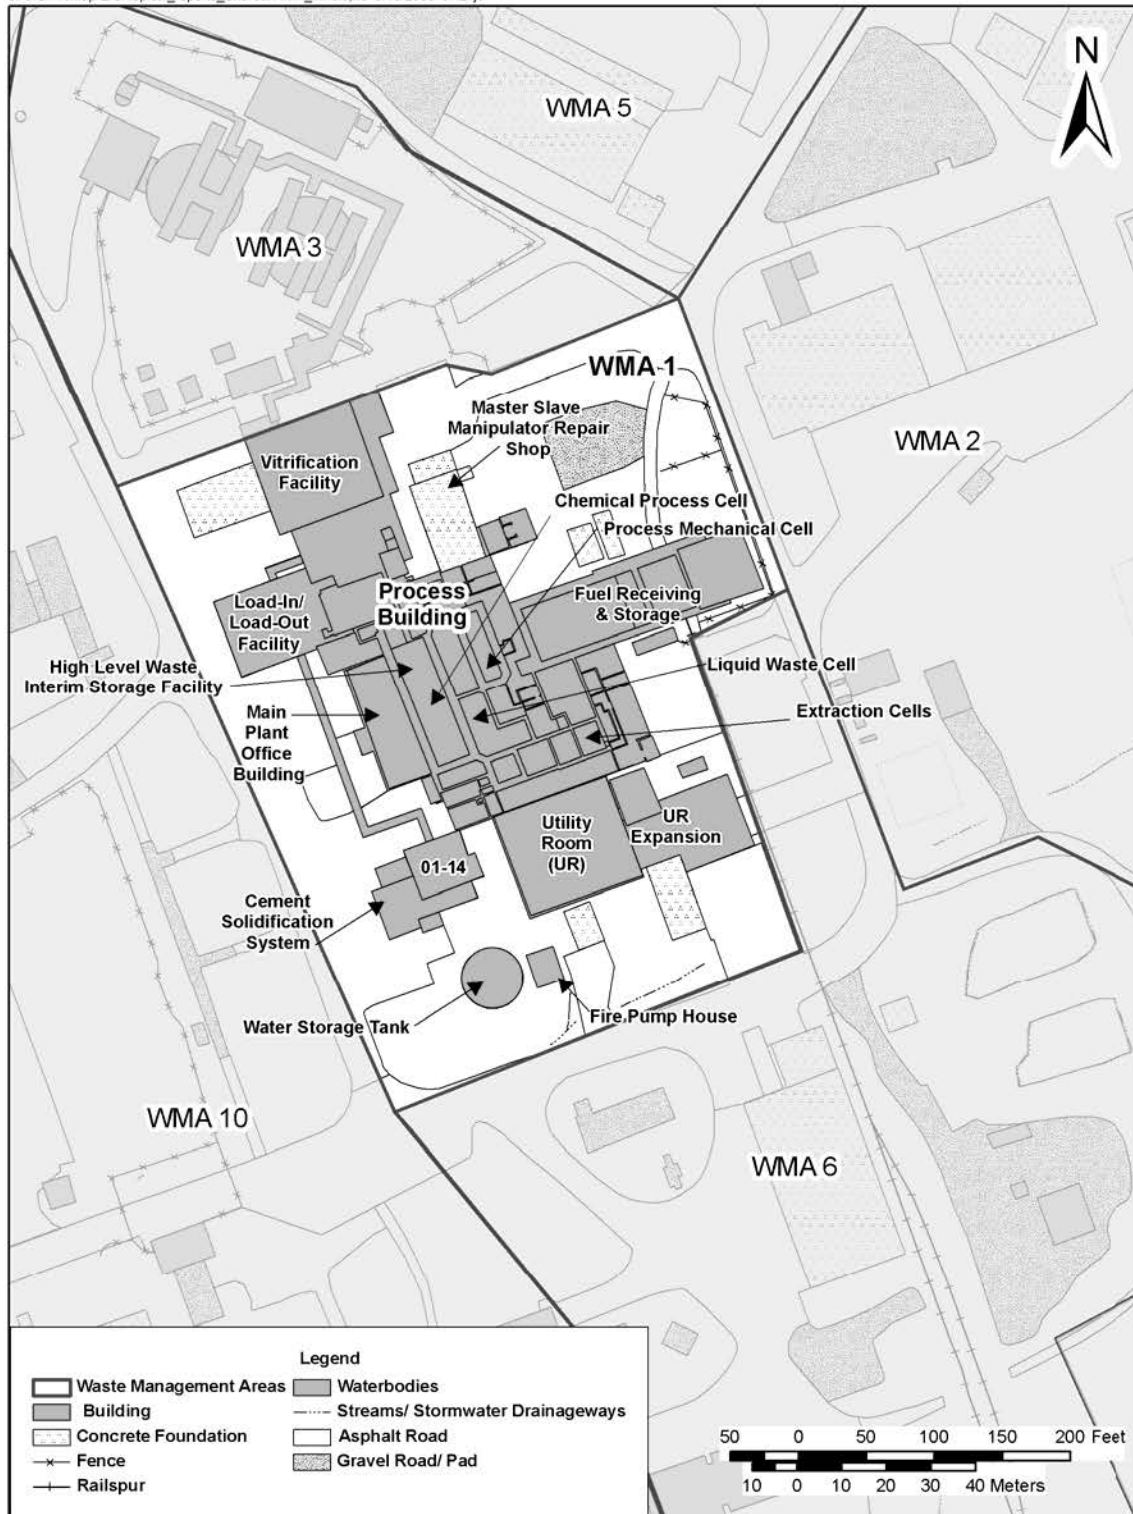 N
WMA 5
WMA 3
WMA 1
Master Slave
Manipulator Repair
Shop
WMA 2
Vitrification
Facility
Chemical Process Cell
Process Mechanical Cell
Process
Building
Load-In/
Load-Out
Facility
Fuel Receiving
& Storage
High Level Waste
Interim Storage Facility
Liquid Waste Cell
Main
Plant
Office
Building
Extraction Cells
Utility
Room
(UR)
UR
Expansion
01-14
Cement
Solidification
System
Water Storage Tank
Fire Pump House
WMA 10
WMA 6
Legend
Waste Management Areas
Waterbodies
Building
Streams/ Stormwater Drainageways
Concrete Foundation
Asphalt Road
Fence
Gravel Road/ Pad
Railspur
50 0 50 100 150 200 Feet
10 0 10 20 30 40 Meters